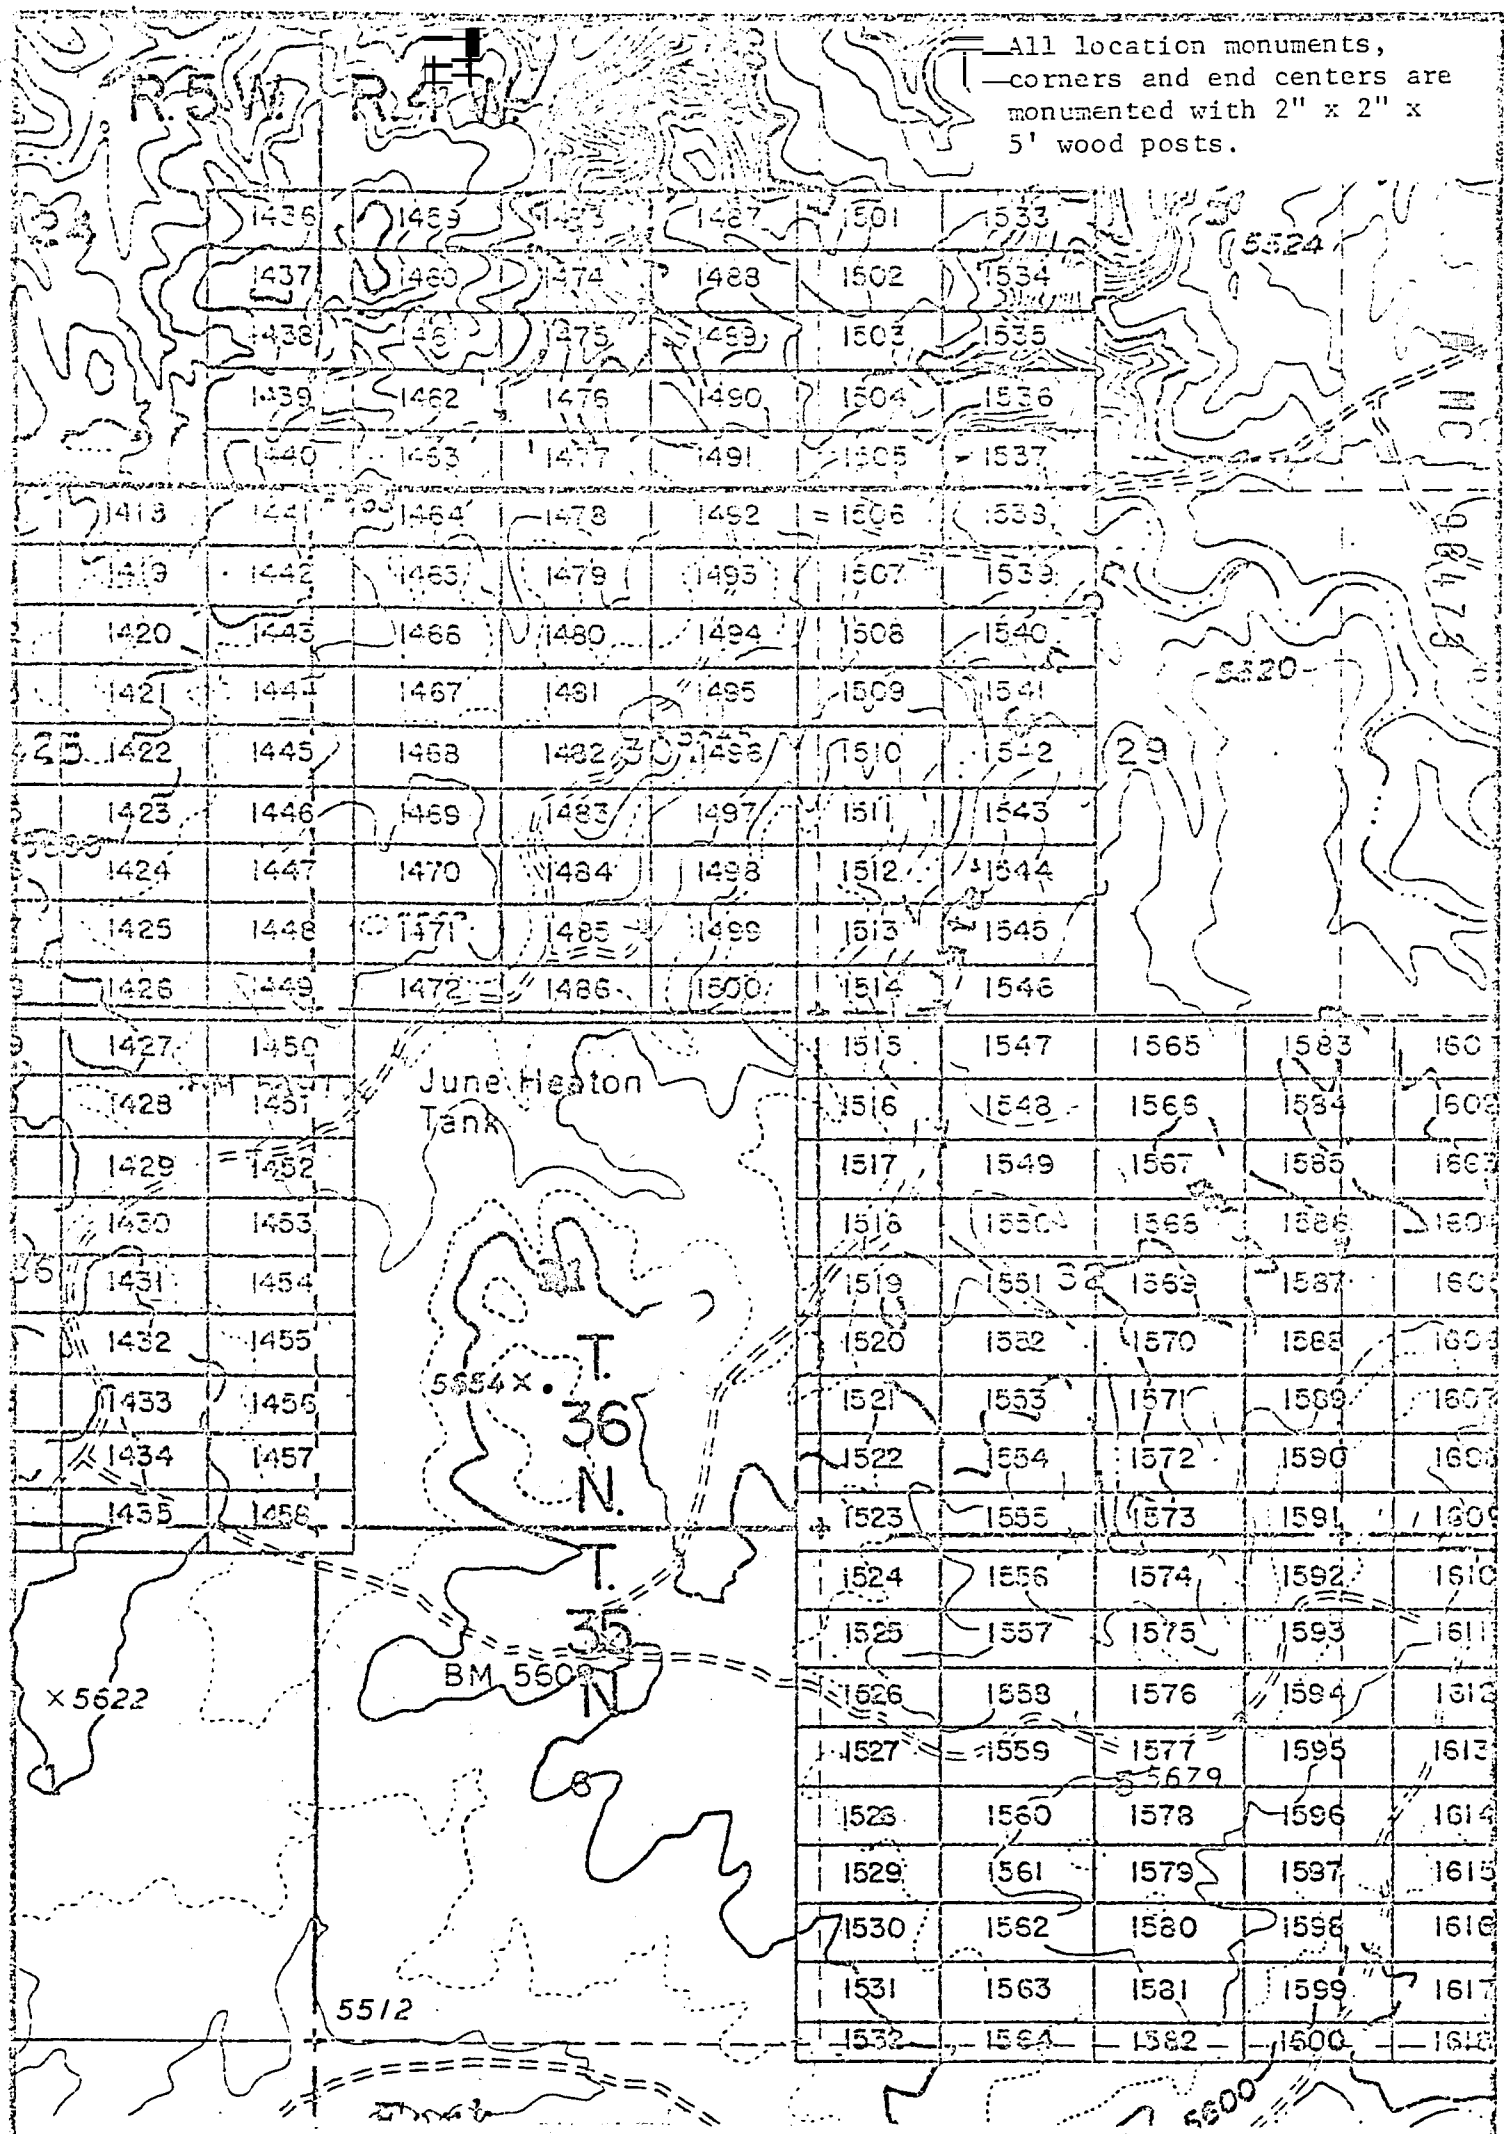 All location monuments,
corners and end centers are
monumented with 2" x 2" x
5' wood posts.
R.5W. R.4W.
1436 1459 1473 1487 1501 1533
5524
1437 1460 1474 1488 1502 1534
1438 1475 1489 1503 1535
1439 1462 1476 1490 1504 1536
MC
1440 1463 1477 1491 1505 1537
1418 1441 1464 1478 1492 1506 1538
1419 1442 1479 1493 1507 1539
1420 1443 1466 1480 1494 1508 1540
1421 1444 1467 1481 1495 1509 1541
5520
25 1422 1445 1468 1482 30 1496 1510 1542 29
1423 1446 1469 1483 1497 1511 1543
1424 1447 1470 1484 1498 1512 1544
1425 1448 1471 1485 1499 1513 1545
1426 1449 1472 1486 1500 1514 1546
1427 1450 1515 1547 1565 1583
June Heaton
Tank
1428 1451 1516 1548 1566 1584 1602
1429 1452 1517 1549 1567 1585 1603
1430 1453 1518 1550 1568 1586
36 1431 1454 31 1519 1551 32 1569 1587
1432 1455 1520 1552 1570 1588
T.
5654
1433 1456 36 1521 1553 1571 1589
1434 1457 1522 1554 1572 1590
N.
1435 1458 1523 1555 1573 1591 1609
T.
1524 1556 1574 1592 1610
35
1525 1557 1575 1593 1611
BM 560
N
×5622 1526 1558 1576 1594 1612
1527 1559 1577 1595 1613
5679
6
1528 1560 1578 1596 1614
1529 1561 1579 1597 1615
1530 1562 1580 1598 1616
1531 1563 1581 1599 1617
5512
1532 1564 1582 1600 1618
5600